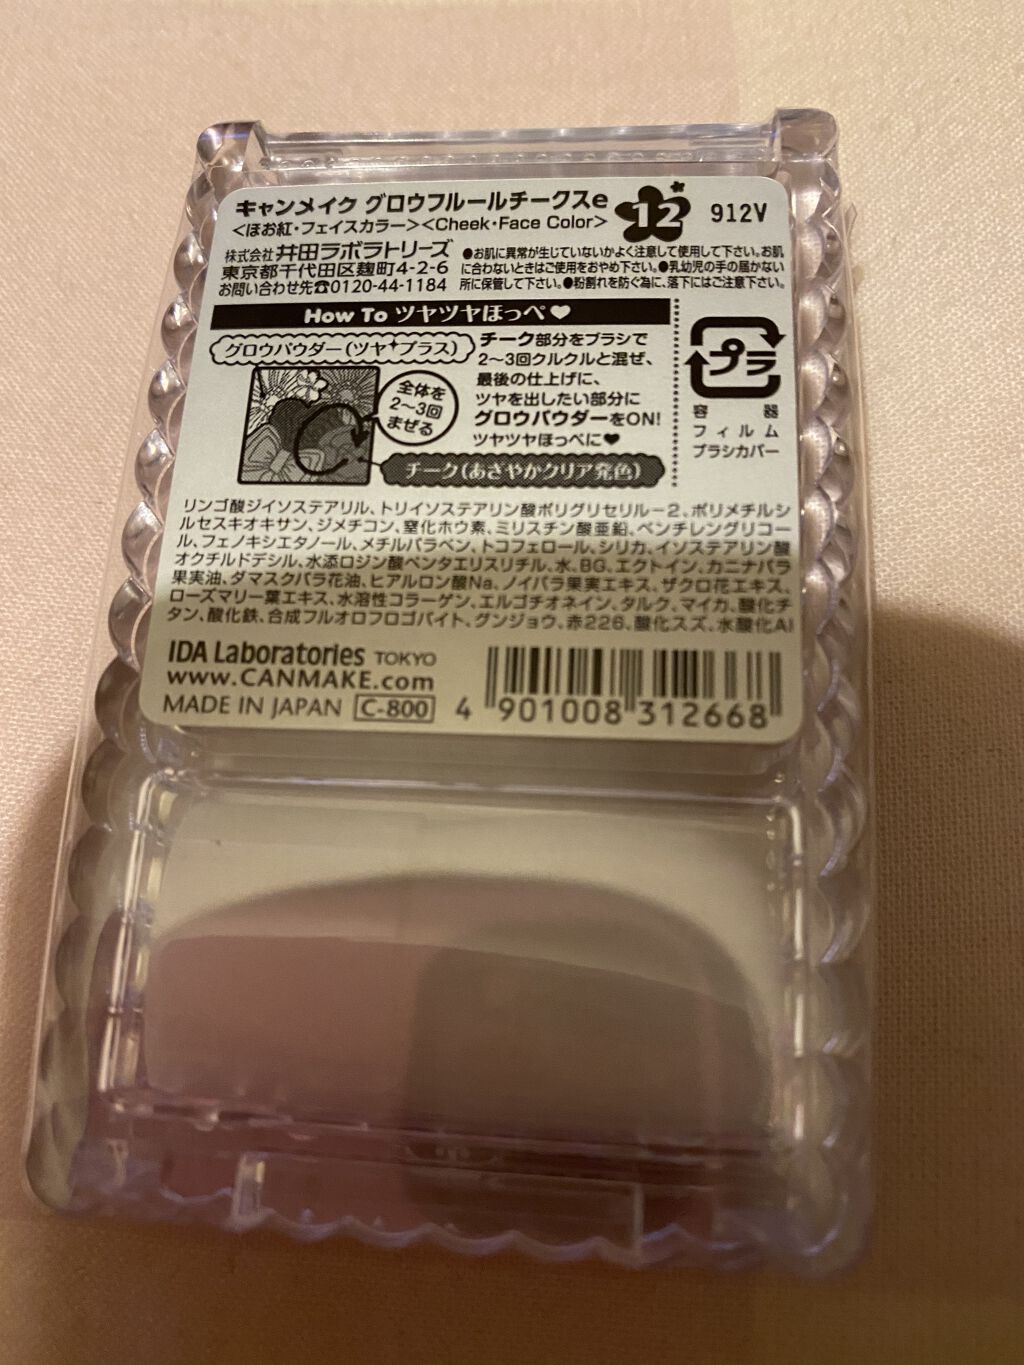 キャンメイク グロウフルールチークスe
12
912V
<ほお紅・フェイスカラー><Cheek・Face Color>
株式会社 井田ラボラトリーズ
東京都千代田区麹町4-2-6
お問い合わせ先☎0120-44-1184
●お肌に異常が生じていないかよく注意して使用して下さい。お肌
に合わないときはご使用をおやめ下さい。●乳幼児の手の届かない
所に保管して下さい。●粉割れを防ぐ為に、落下にはご注意下さい。
How To ツヤツヤほっぺ♥
グロウパウダー(ツヤ✦プラス)
全体を
2〜3回
まぜる
チーク部分をブラシで
2〜3回クルクルと混ぜ、
最後の仕上げに、
ツヤを出したい部分に
グロウパウダーをON!
ツヤツヤほっぺに♥
チーク(あざやかクリア発色)
プラ
容器
フィルム
ブラシカバー
リンゴ酸ジイソステアリル、トリイソステアリン酸ポリグリセリル－2、ポリメチルシ
ルセスキオキサン、ジメチコン、窒化ホウ素、ミリスチン酸亜鉛、ペンチレングリコー
ル、フェノキシエタノール、メチルパラベン、トコフェロール、シリカ、イソステアリン酸
オクチルドデシル、水添ロジン酸ペンタエリスリチル、水、BG、エクトイン、カニナバラ
果実油、ダマスクバラ花油、ヒアルロン酸Na、ノイバラ果実エキス、ザクロ花エキス、
ローズマリー葉エキス、水溶性コラーゲン、エルゴチオネイン、タルク、マイカ、酸化チ
タン、酸化鉄、合成フルオロフロゴパイト、グンジョウ、赤226、酸化スズ、水酸化Al
IDA Laboratories TOKYO
www.CANMAKE.com
MADE IN JAPAN C-800
4 901008 312668